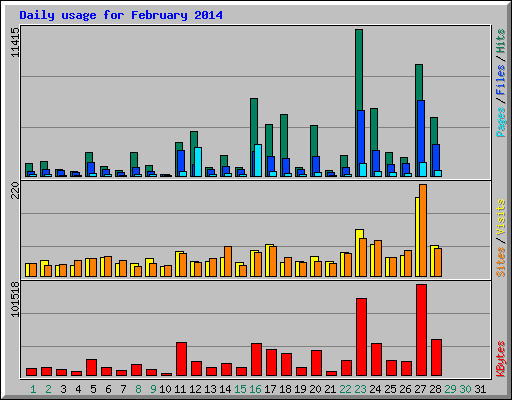 Daily usage for February 2014
11415
Pages / Files / Hits
220
Sites / Visits
101518
KBytes
1 2 3 4 5 6 7 8 9 10 11 12 13 14 15 16 17 18 19 20 21 22 23 24 25 26 27 28 29 30 31